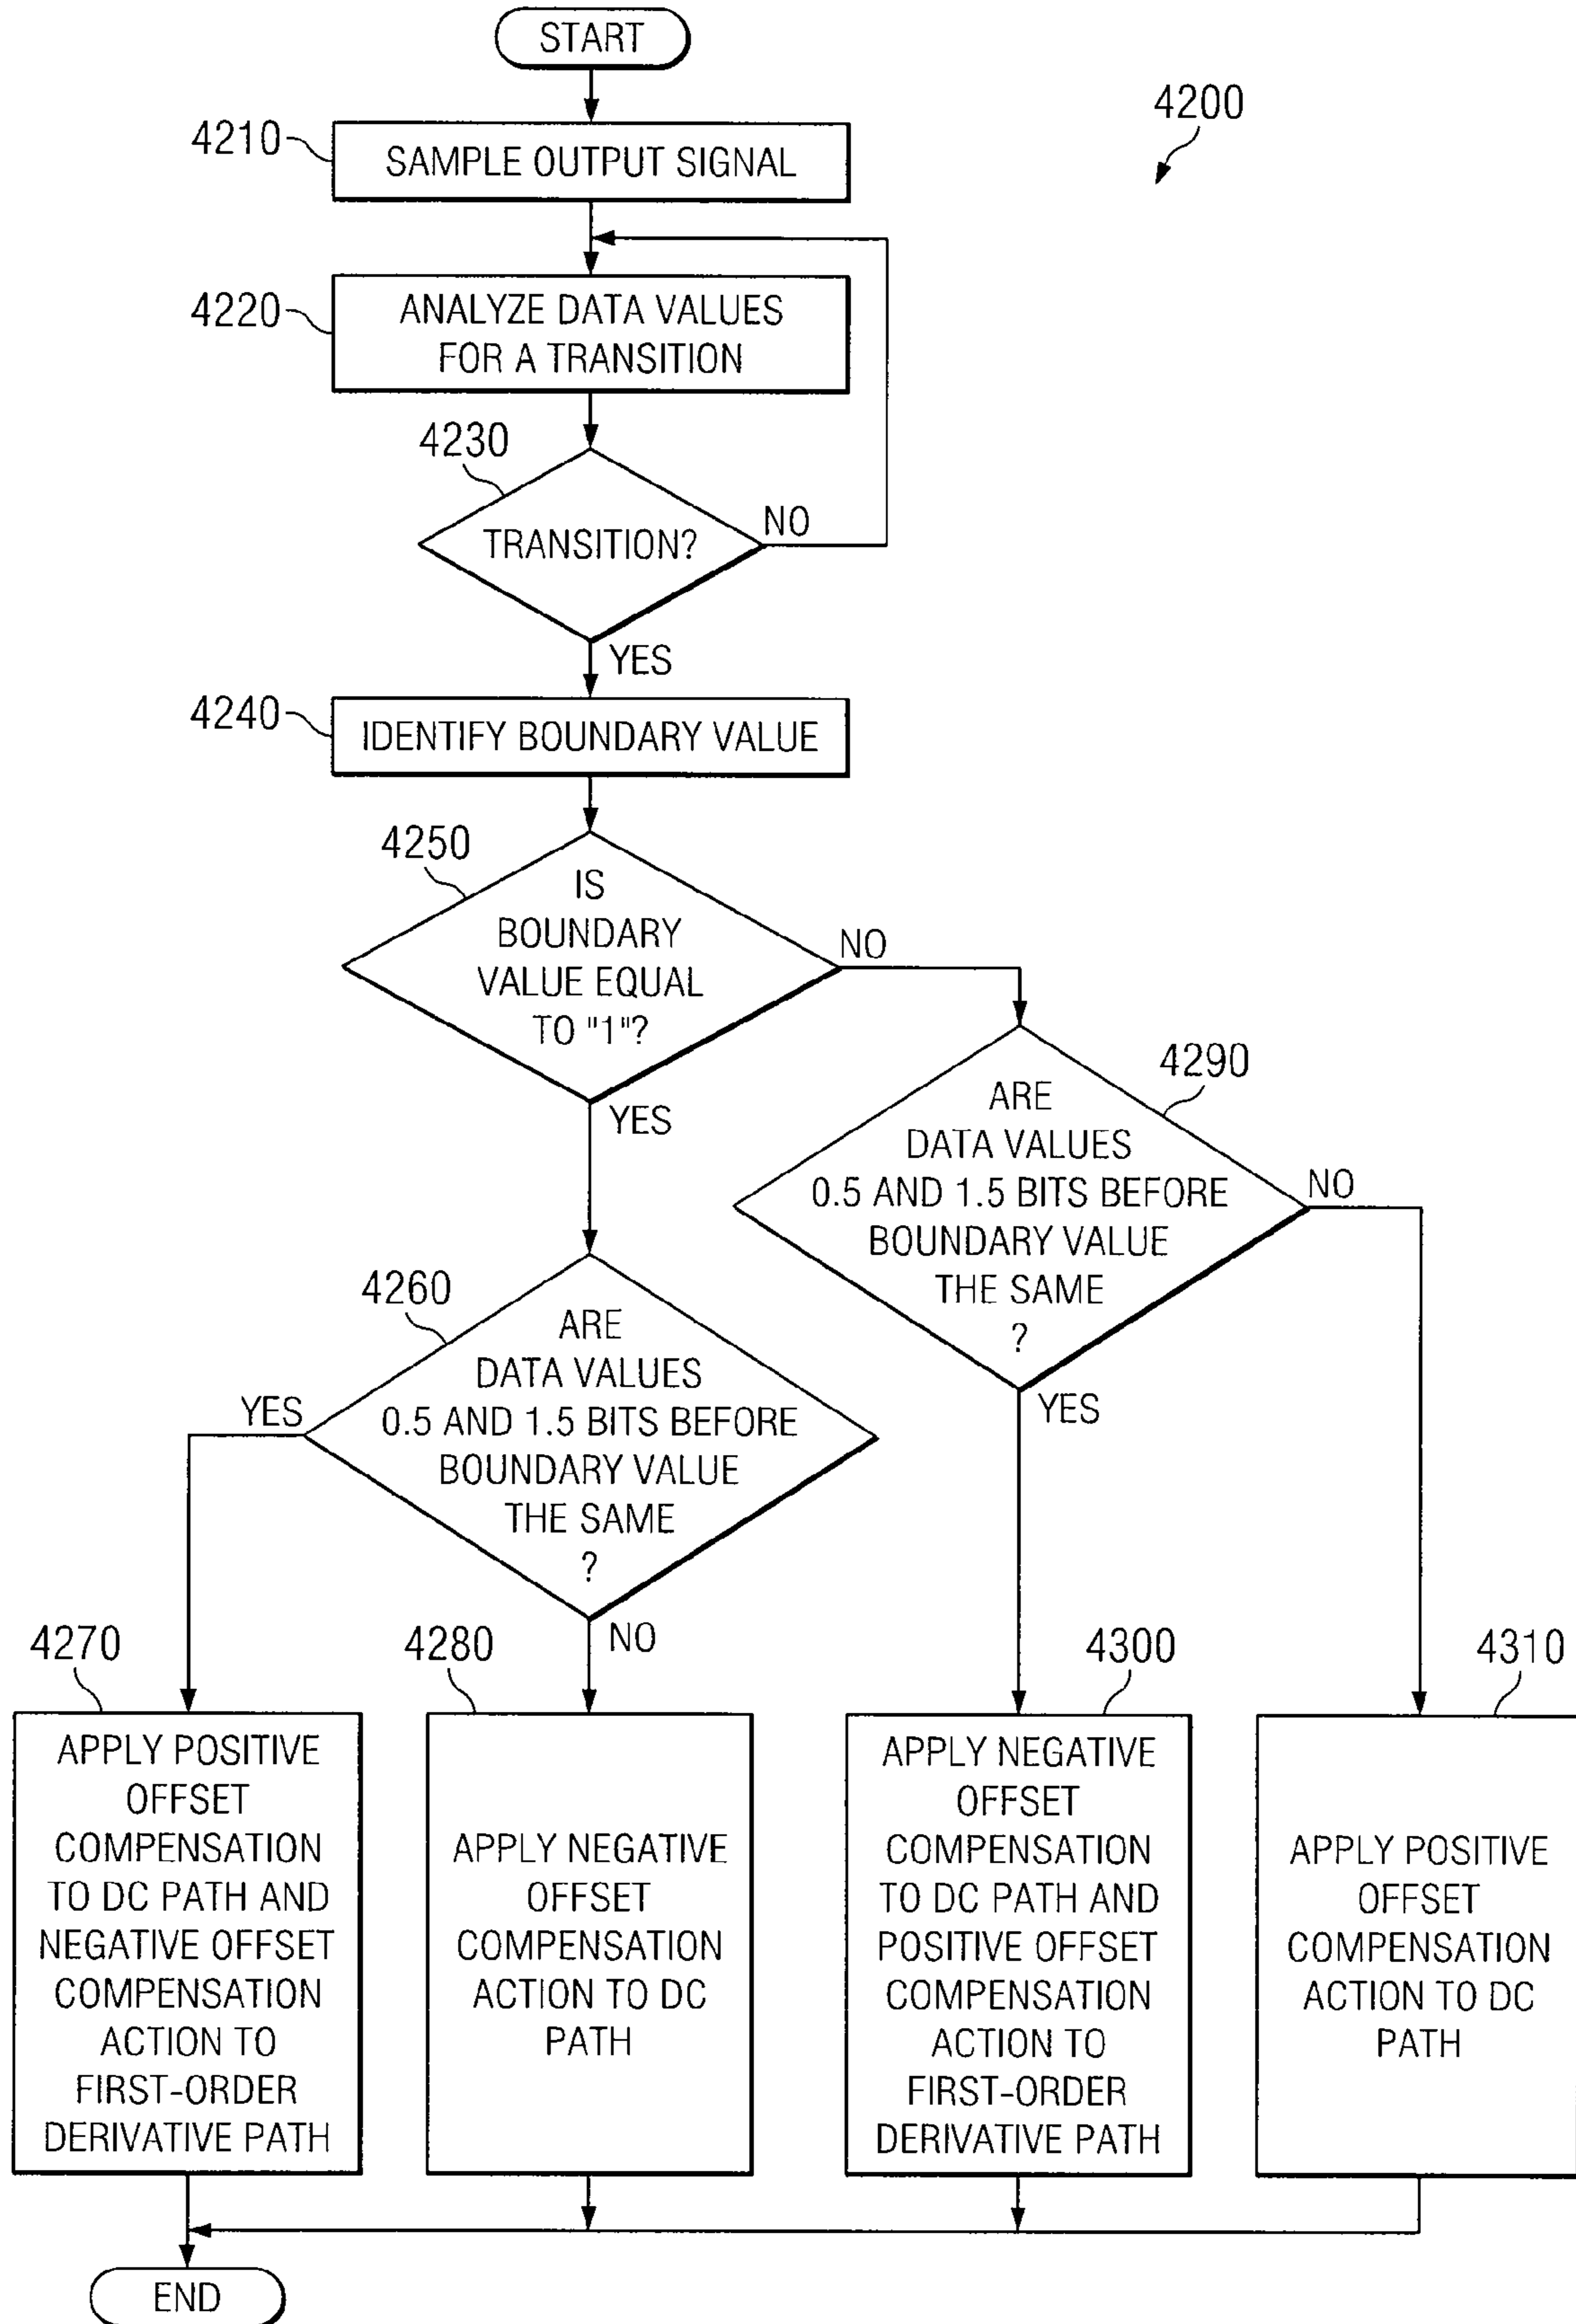 START
4200
4210
SAMPLE OUTPUT SIGNAL
4220
ANALYZE DATA VALUES
FOR A TRANSITION
4230
TRANSITION?
NO
YES
4240
IDENTIFY BOUNDARY VALUE
4250
IS
BOUNDARY
VALUE EQUAL
TO "1"?
NO
YES
4290
ARE
DATA VALUES
0.5 AND 1.5 BITS BEFORE
BOUNDARY VALUE
THE SAME
?
NO
YES
4260
ARE
DATA VALUES
0.5 AND 1.5 BITS BEFORE
BOUNDARY VALUE
THE SAME
?
YES
NO
4270
APPLY POSITIVE
OFFSET
COMPENSATION
TO DC PATH AND
NEGATIVE OFFSET
COMPENSATION
ACTION TO
FIRST-ORDER
DERIVATIVE PATH
4280
APPLY NEGATIVE
OFFSET
COMPENSATION
ACTION TO DC
PATH
4300
APPLY NEGATIVE
OFFSET
COMPENSATION
TO DC PATH AND
POSITIVE OFFSET
COMPENSATION
ACTION TO
FIRST-ORDER
DERIVATIVE PATH
4310
APPLY POSITIVE
OFFSET
COMPENSATION
ACTION TO DC
PATH
END